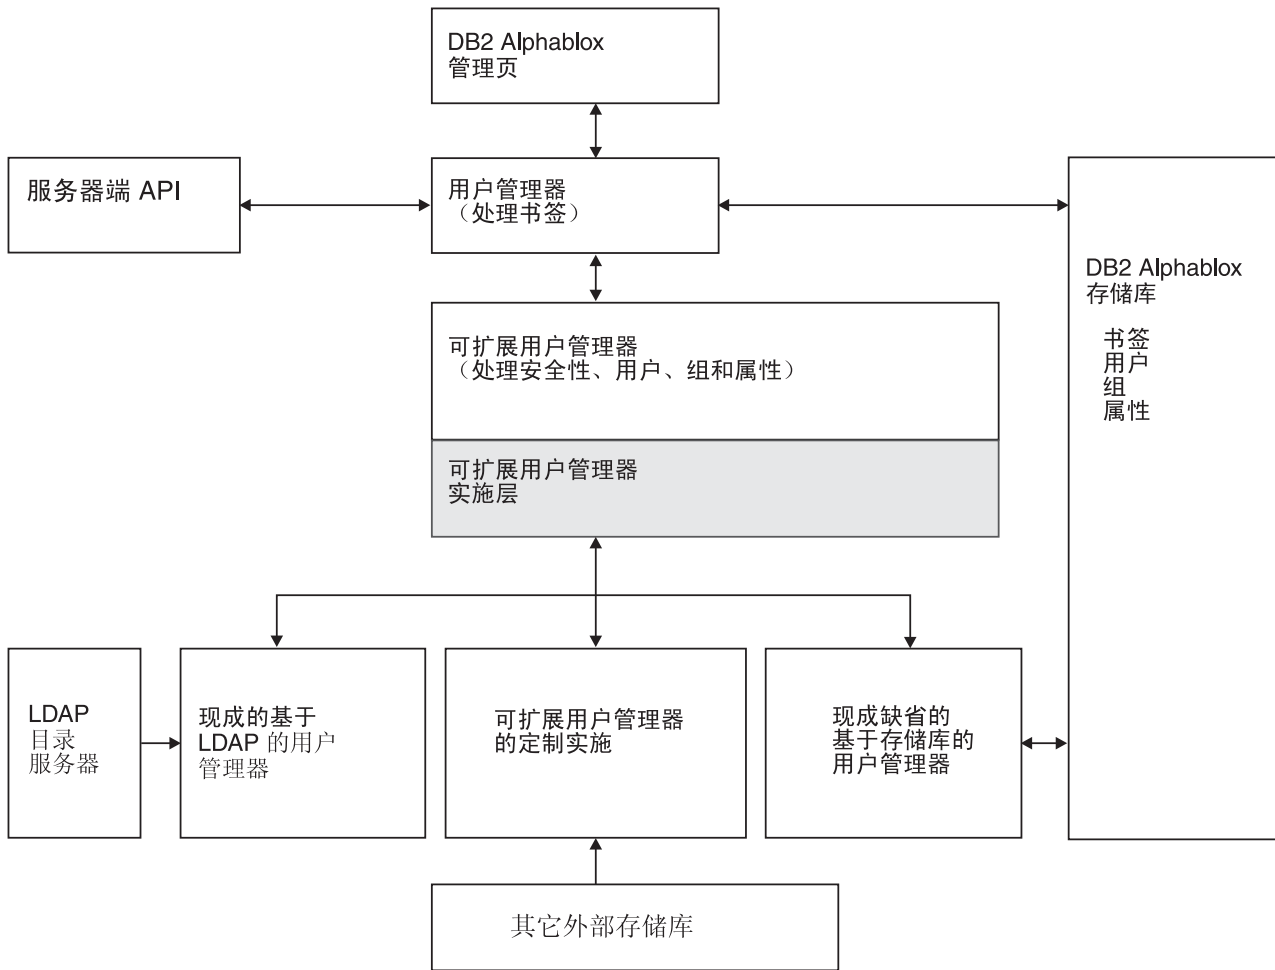 DB2 Alphablox
管理页
服务器端 API
用户管理器
（处理书签）
DB2 Alphablox
存储库
书签
用户
组
属性
可扩展用户管理器
（处理安全性、用户、组和属性）
可扩展用户管理器
实施层
LDAP
目录
服务器
现成的基于
LDAP 的用户
管理器
可扩展用户管理器
的定制实施
现成缺省的
基于存储库的
用户管理器
其它外部存储库